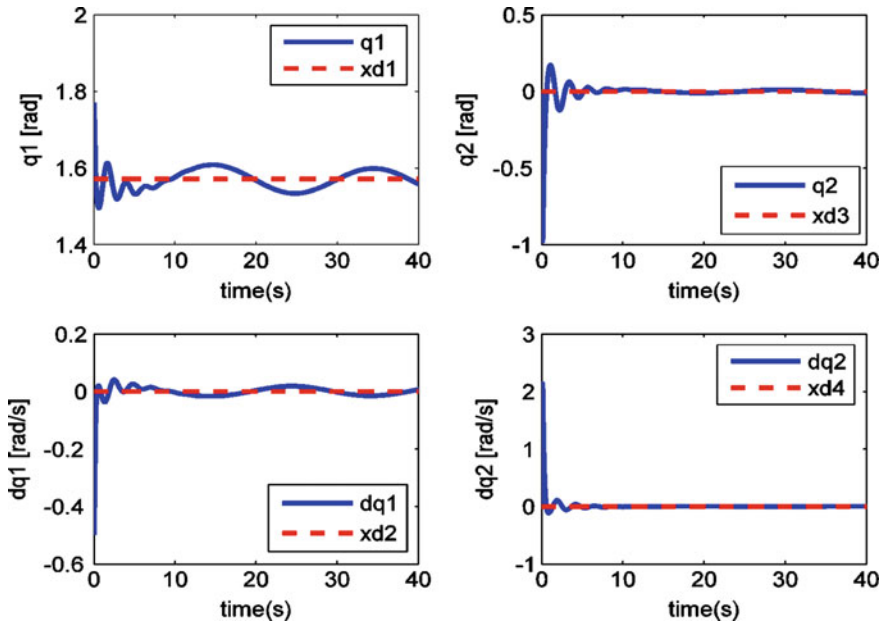 2
1.8
1.6
1.4
q1 [rad]
q1
xd1
0 10 20 30 40
time(s)
0.5
0
-0.5
-1
q2 [rad]
q2
xd3
0 10 20 30 40
time(s)
0.2
0
-0.2
-0.4
-0.6
dq1 [rad/s]
dq1
xd2
0 10 20 30 40
time(s)
3
2
1
0
-1
dq2 [rad/s]
dq2
xd4
0 10 20 30 40
time(s)